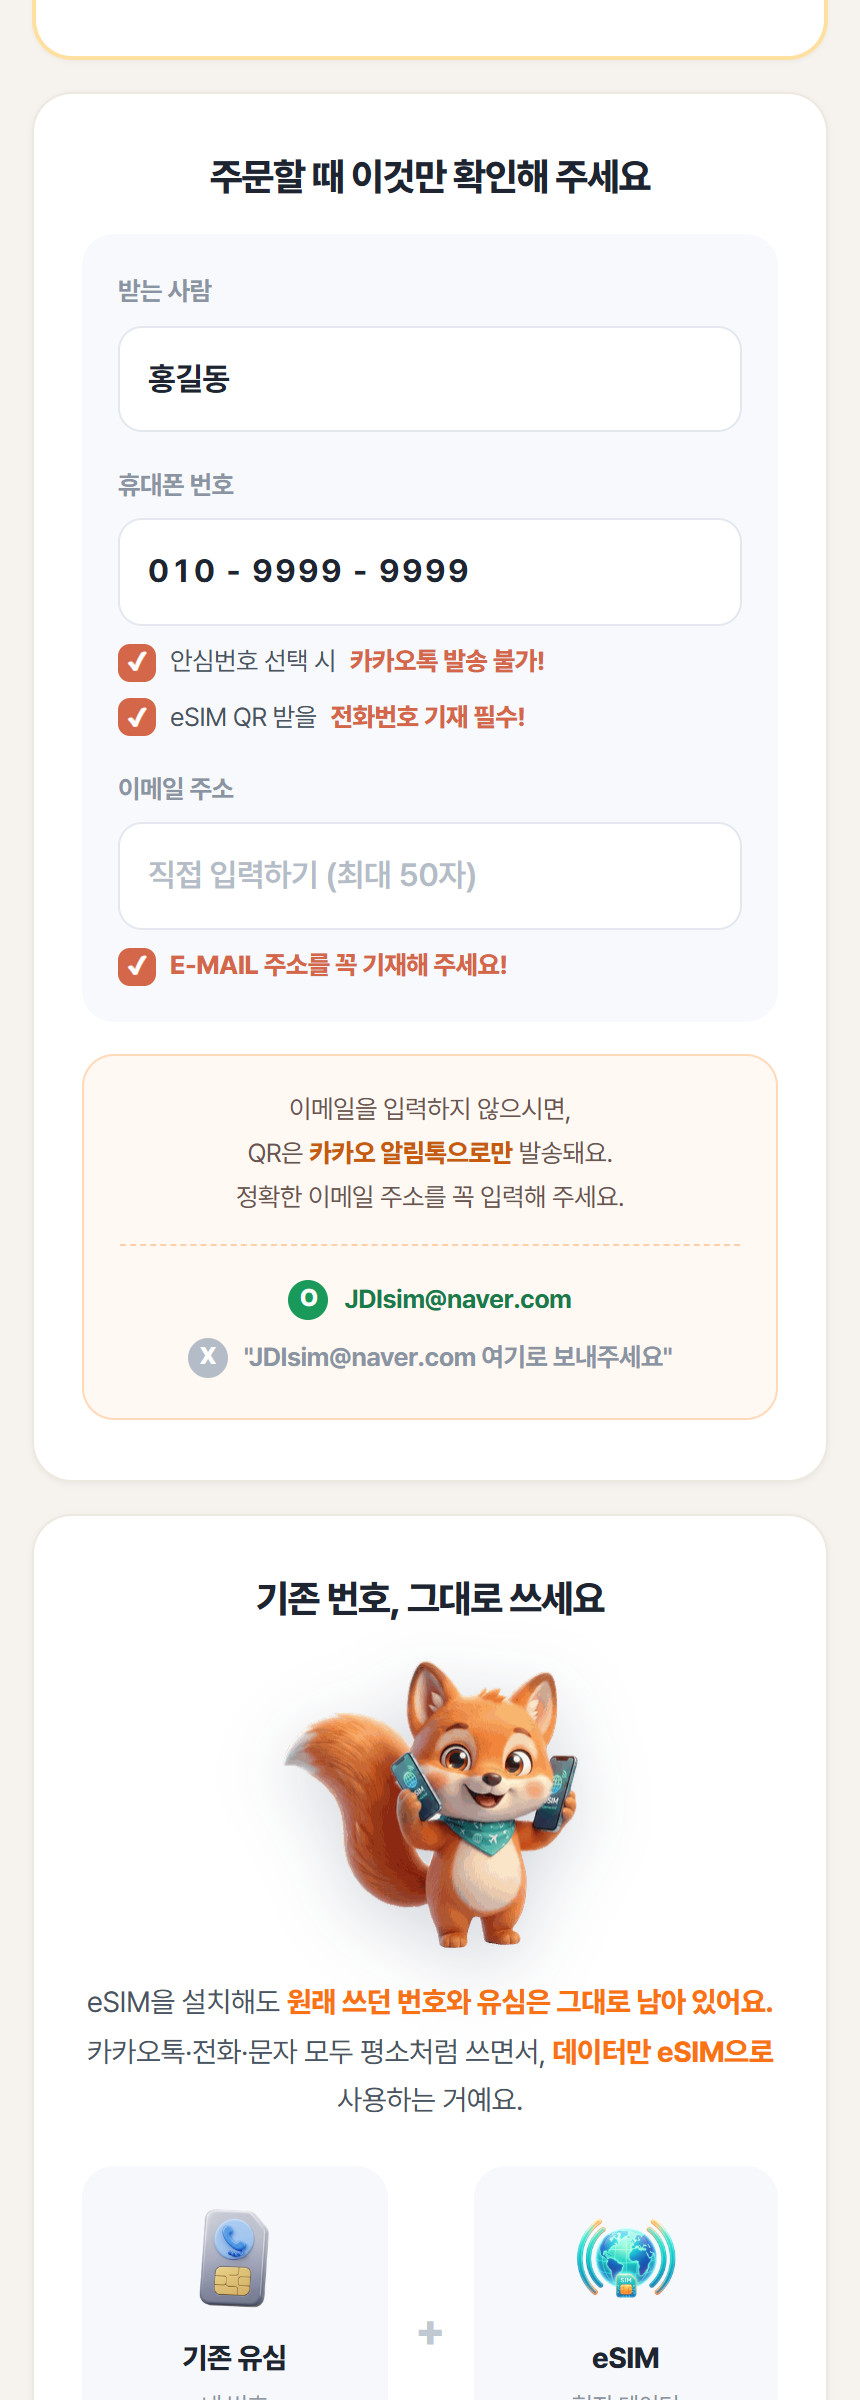 주문할 때 이것만 확인해 주세요
받는 사람
홍길동
휴대폰 번호
010 - 9999 - 9999
안심번호 선택 시 카카오톡 발송 불가!
eSIM QR 받을 전화번호 기재 필수!
이메일 주소
직접 입력하기 (최대 50자)
E-MAIL 주소를 꼭 기재해 주세요!
이메일을 입력하지 않으시면,
QR은 카카오 알림톡으로만 발송돼요.
정확한 이메일 주소를 꼭 입력해 주세요.
O JDIsim@naver.com
X "JDIsim@naver.com 여기로 보내주세요"
기존 번호, 그대로 쓰세요
eSIM을 설치해도 원래 쓰던 번호와 유심은 그대로 남아 있어요.
카카오톡·전화·문자 모두 평소처럼 쓰면서, 데이터만 eSIM으로
사용하는 거예요.
SIM
기존 유심
+
eSIM